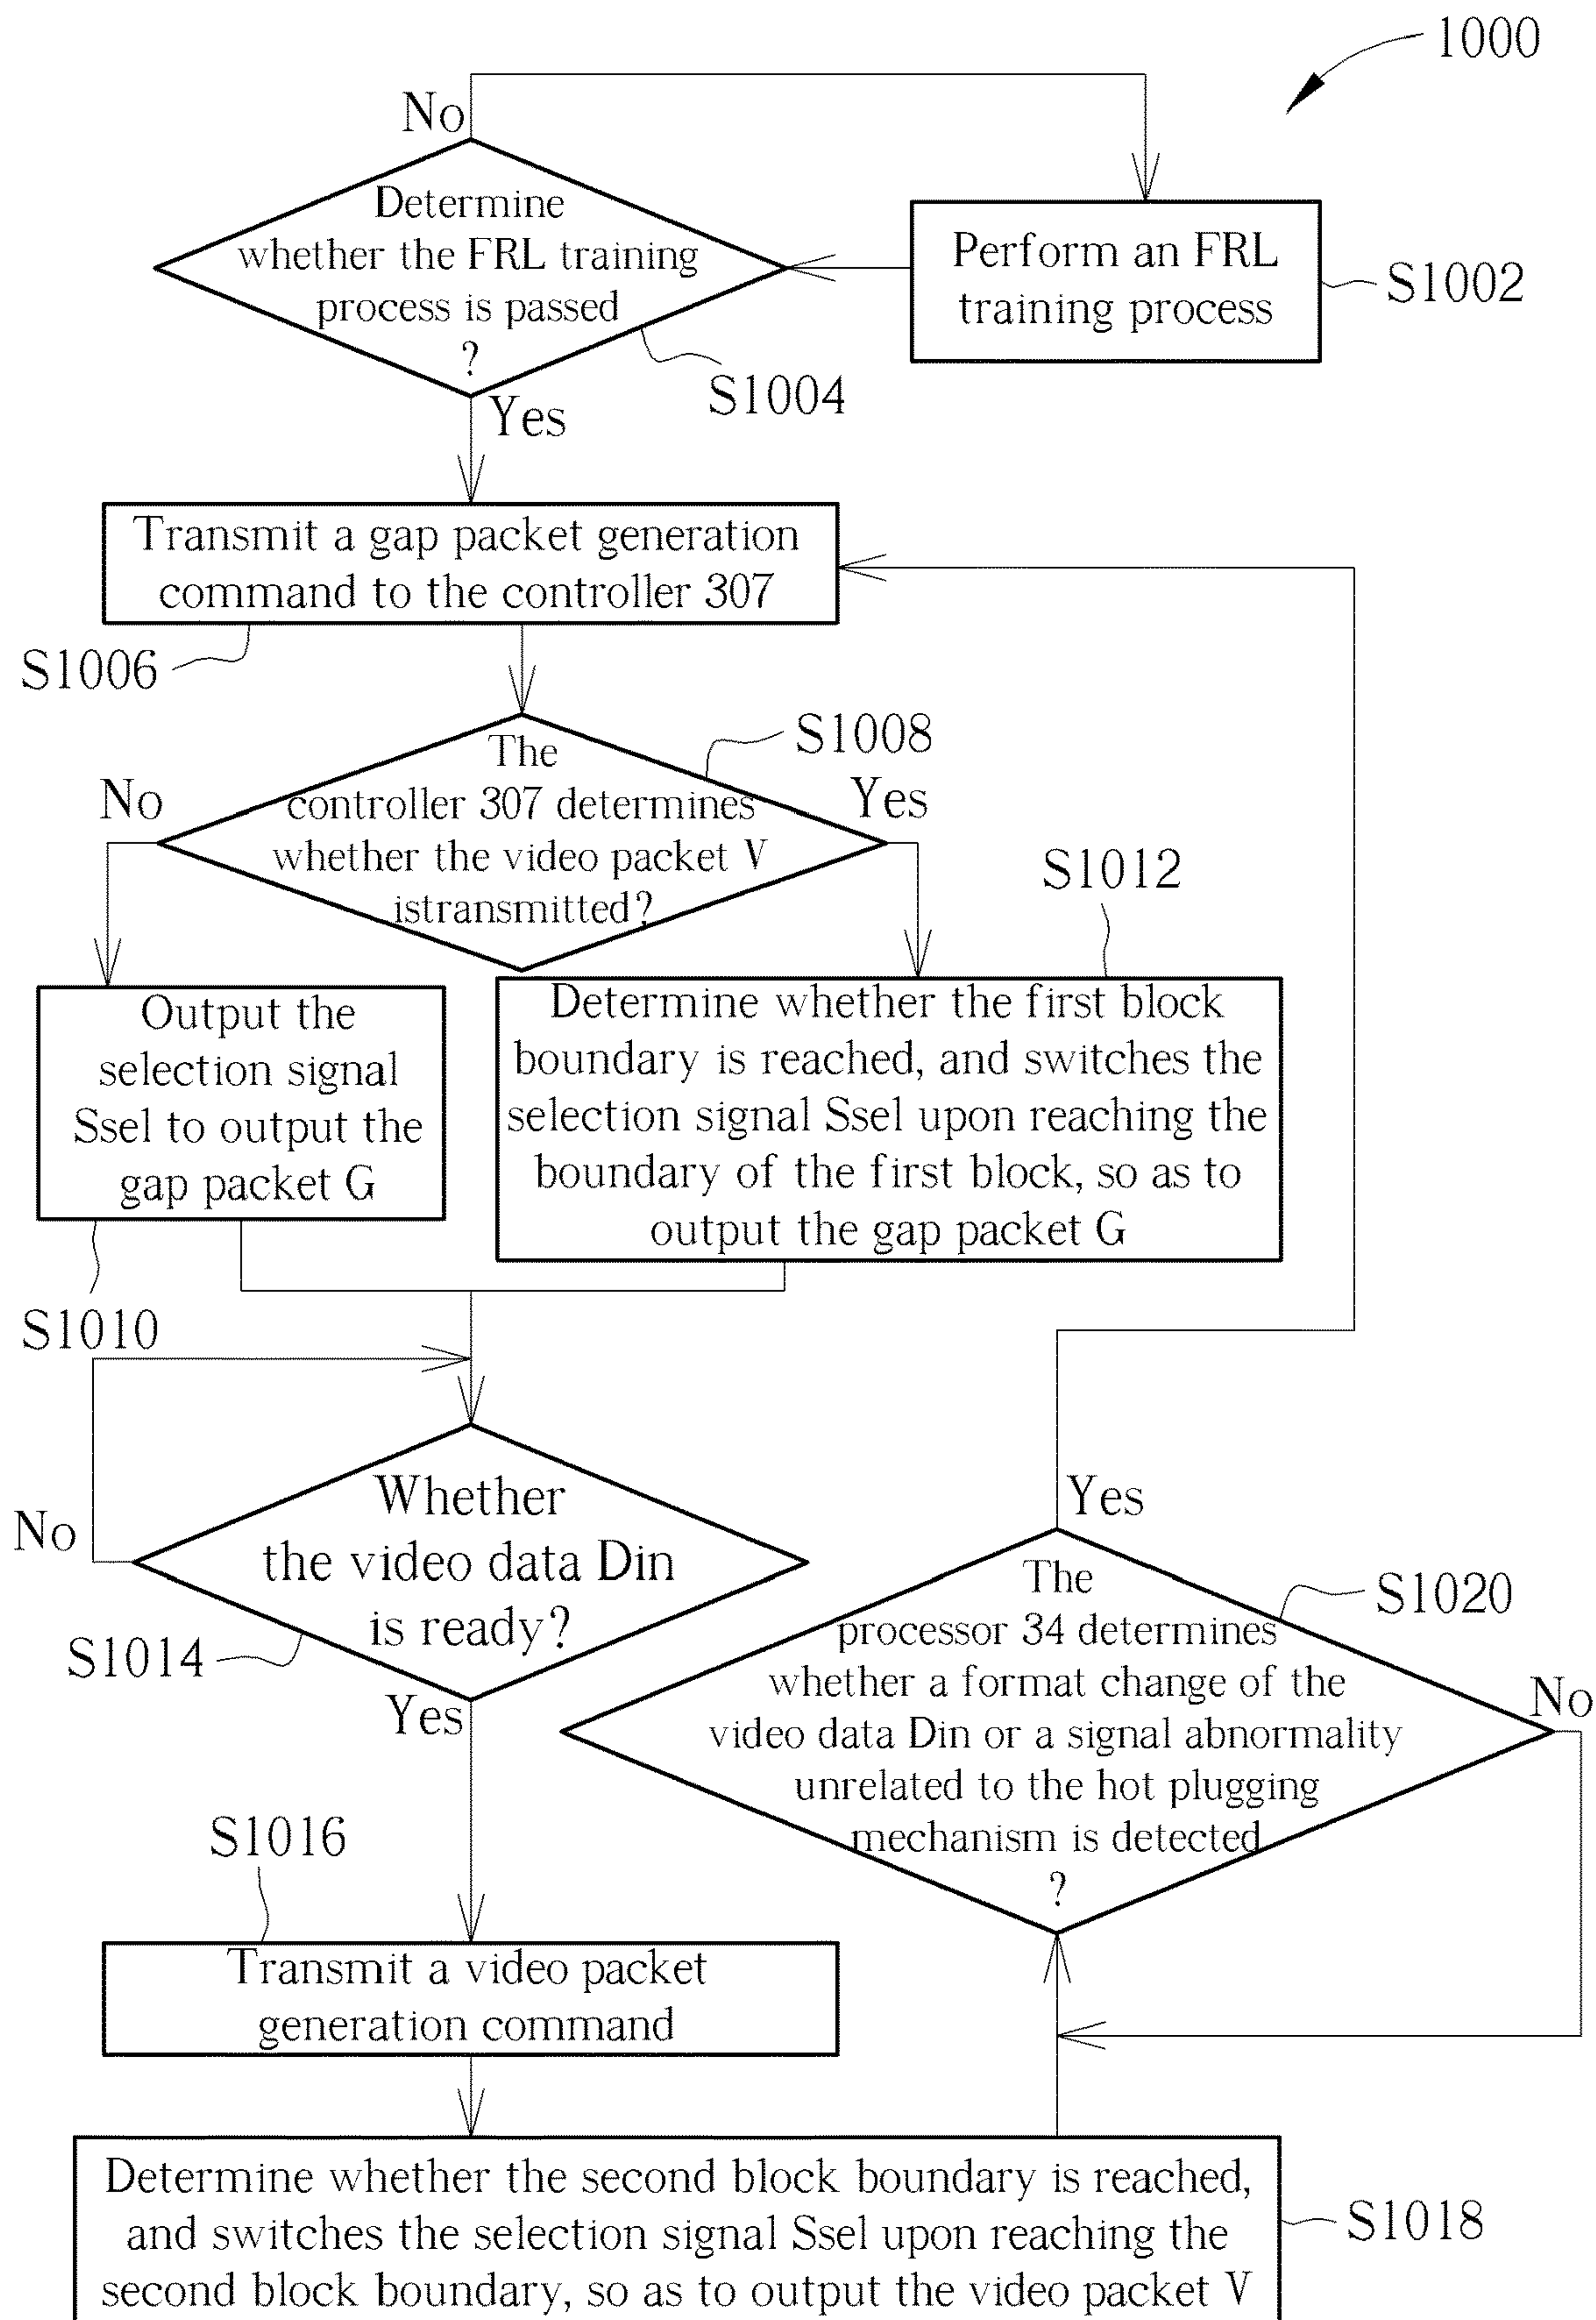 1000
No
Determine
whether the FRL training
process is passed
?
Perform an FRL
training process
S1002
S1004
Yes
Transmit a gap packet generation
command to the controller 307
S1006
S1008
The
controller 307 determines
whether the video packet V
istransmitted?
No
Yes
S1012
Output the
selection signal
Ssel to output the
gap packet G
Determine whether the first block
boundary is reached, and switches the
selection signal Ssel upon reaching the
boundary of the first block, so as to
output the gap packet G
S1010
Whether
the video data Din
is ready?
No
S1014
Yes
Yes
The
processor 34 determines
whether a format change of the
video data Din or a signal abnormality
unrelated to the hot plugging
mechanism is detected
?
S1020
No
S1016
Transmit a video packet
generation command
Determine whether the second block boundary is reached,
and switches the selection signal Ssel upon reaching the
second block boundary, so as to output the video packet V
S1018